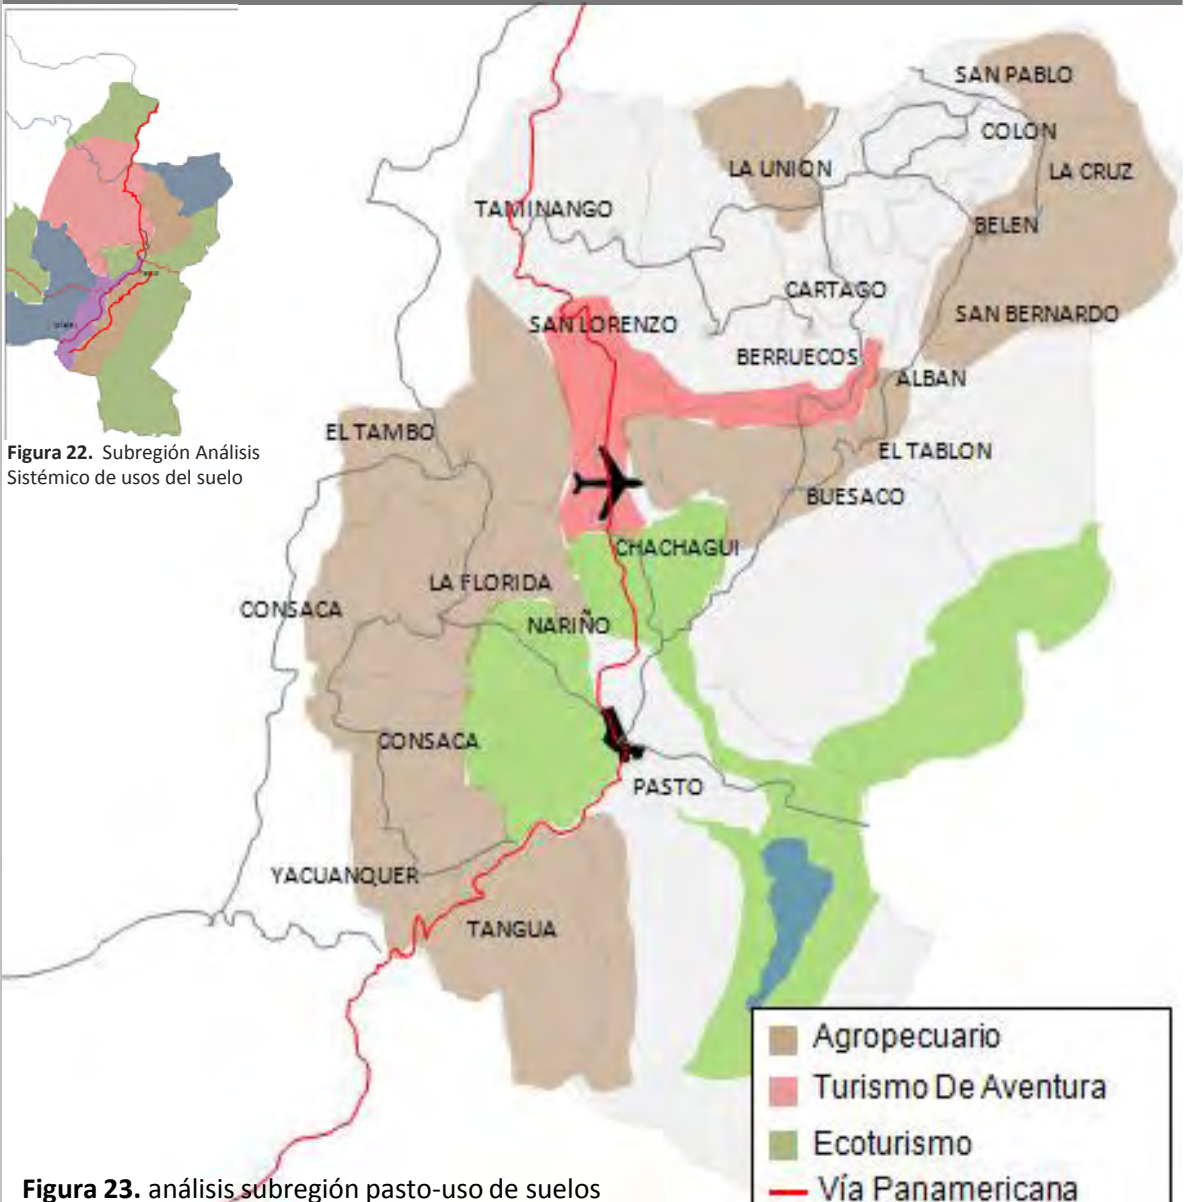 Figura 22. Subregión Análisis
Sistémico de usos del suelo
SAN PABLO
COLON
LA UNION
LA CRUZ
TAMINANGO
BELEN
CARTAGO
SAN LORENZO
SAN BERNARDO
BERRUECOS
ALBAN
EL TAMBO
EL TABLON
BUESACO
CHACHAGUI
LA FLORIDA
CONSACA
NARIÑO
CONSACA
PASTO
YACUANQUER
TANGUA
Agropecuario
Turismo De Aventura
Ecoturismo
Vía Panamericana
Figura 23. análisis subregión pasto-uso de suelos